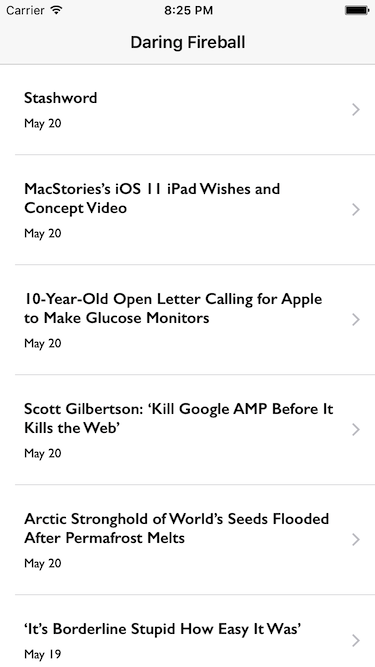 Carrier 8:25 PM
Daring Fireball
Stashword
May 20
MacStories’s iOS 11 iPad Wishes and
Concept Video
May 20
10-Year-Old Open Letter Calling for Apple
to Make Glucose Monitors
May 20
Scott Gilbertson: ‘Kill Google AMP Before It
Kills the Web’
May 20
Arctic Stronghold of World’s Seeds Flooded
After Permafrost Melts
May 20
‘It’s Borderline Stupid How Easy It Was’
May 19